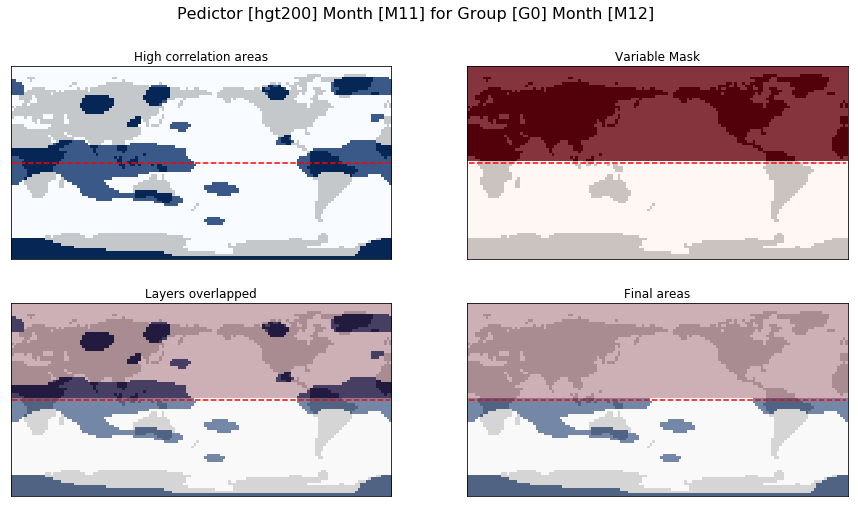 Pedictor [hgt200] Month [M11] for Group [G0] Month [M12]
High correlation areas
Variable Mask
Layers overlapped
Final areas